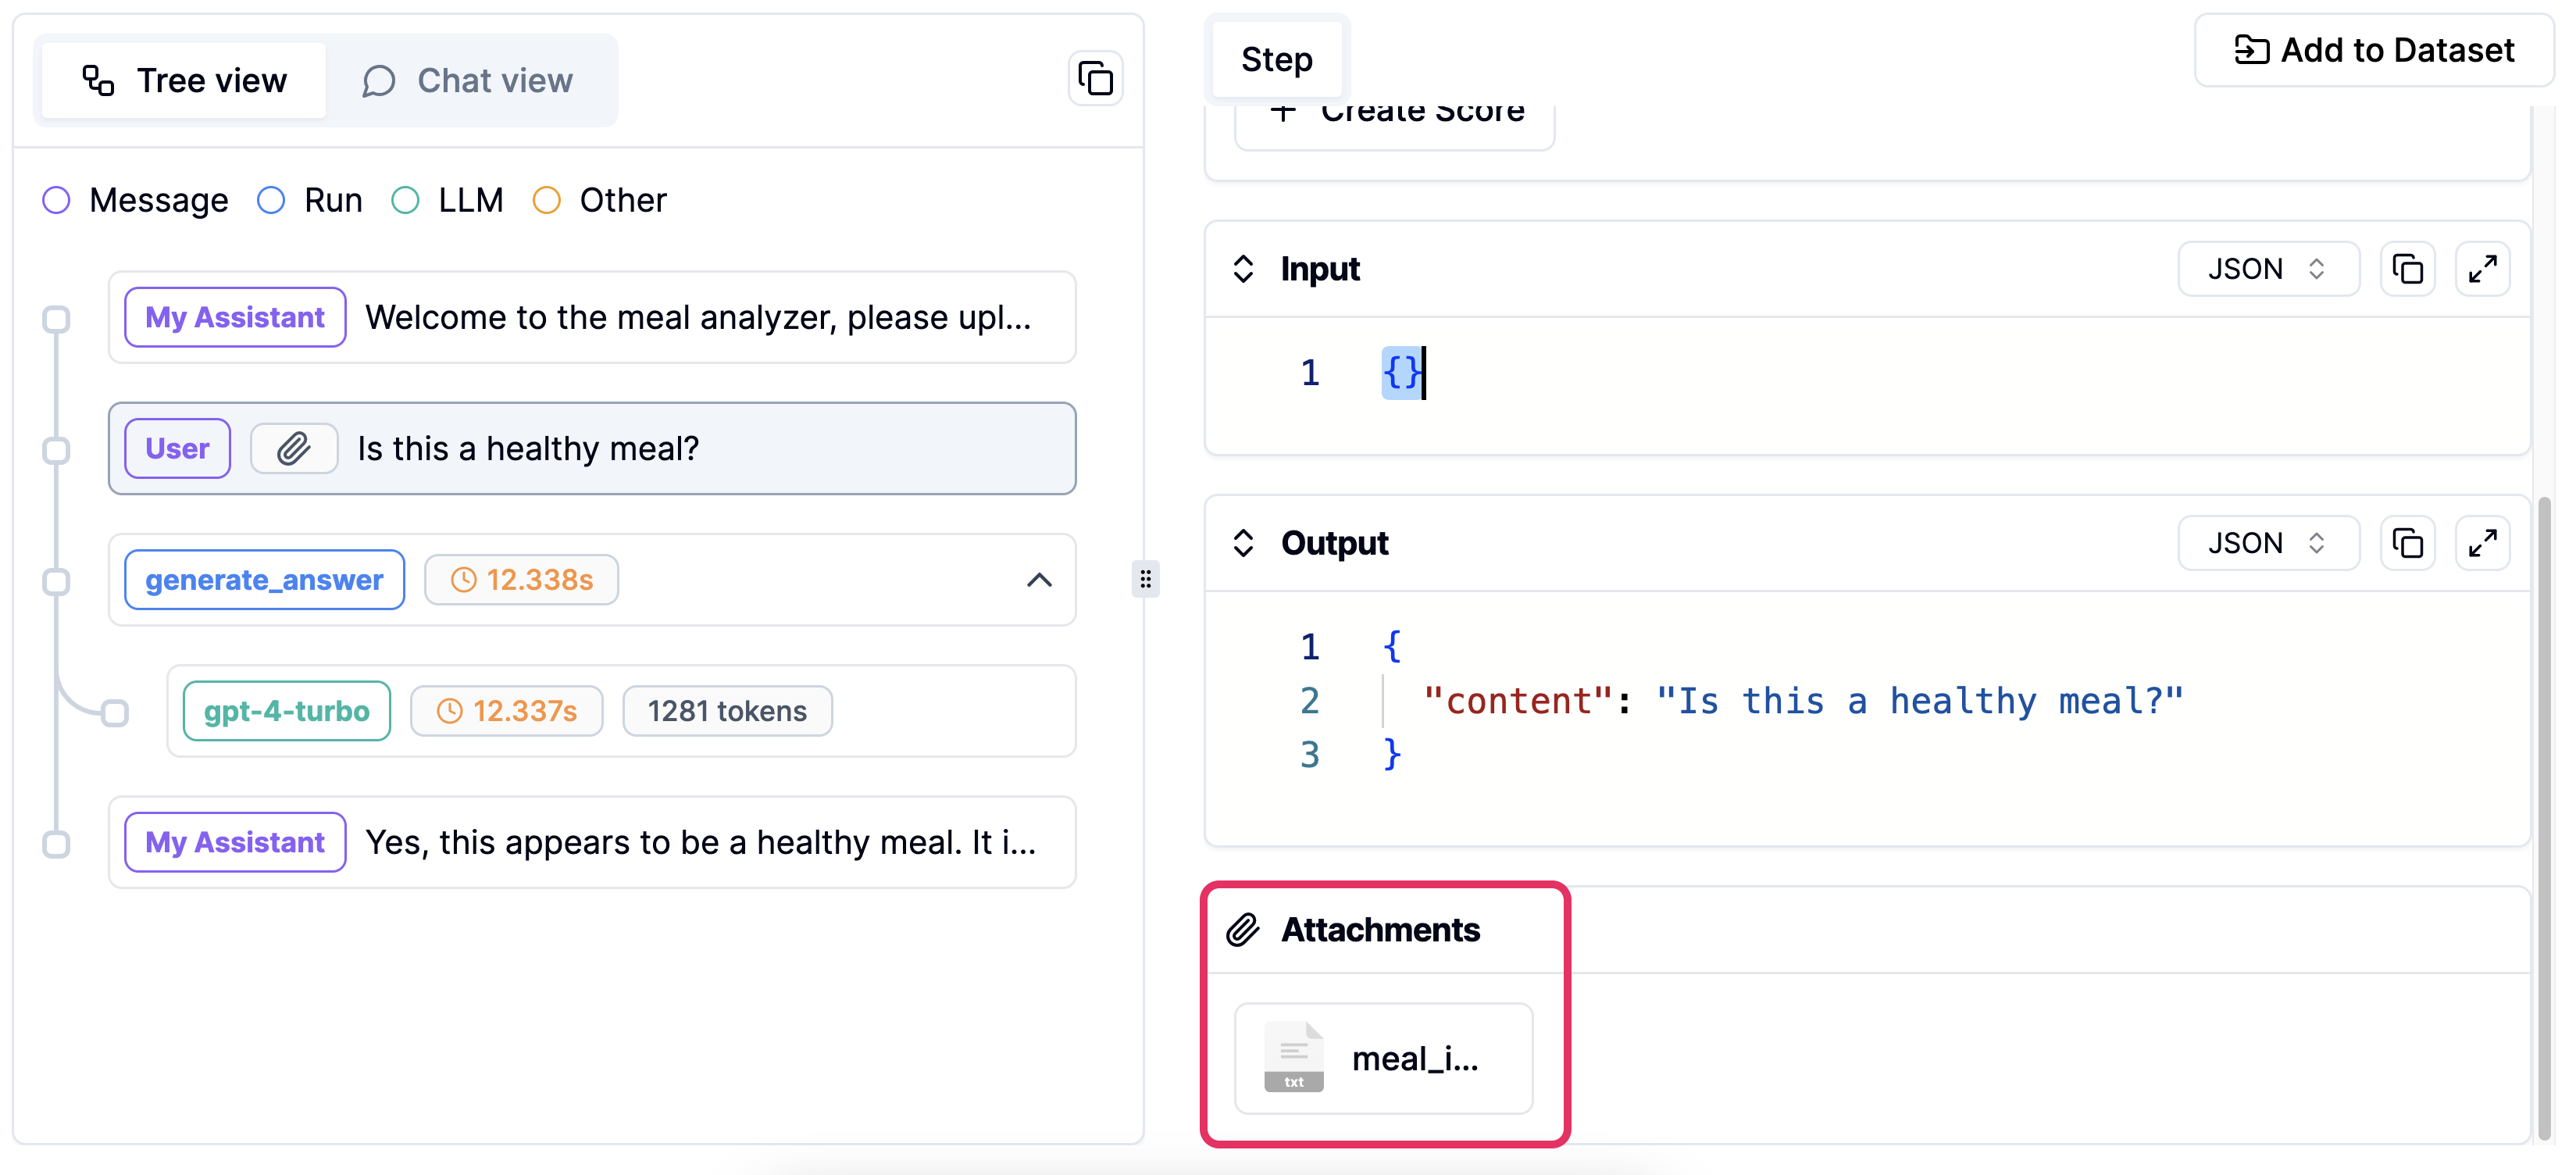 Tree view
Chat view
Message
Run
LLM
Other
My Assistant Welcome to the meal analyzer, please upl...
User Is this a healthy meal?
generate_answer 12.338s
gpt-4-turbo 12.337s 1281 tokens
My Assistant Yes, this appears to be a healthy meal. It i...
Step
Add to Dataset
+ Create Score
Input
JSON
1 {}
Output
JSON
1 {
2 "content": "Is this a healthy meal?"
3 }
Attachments
txt
meal_i...